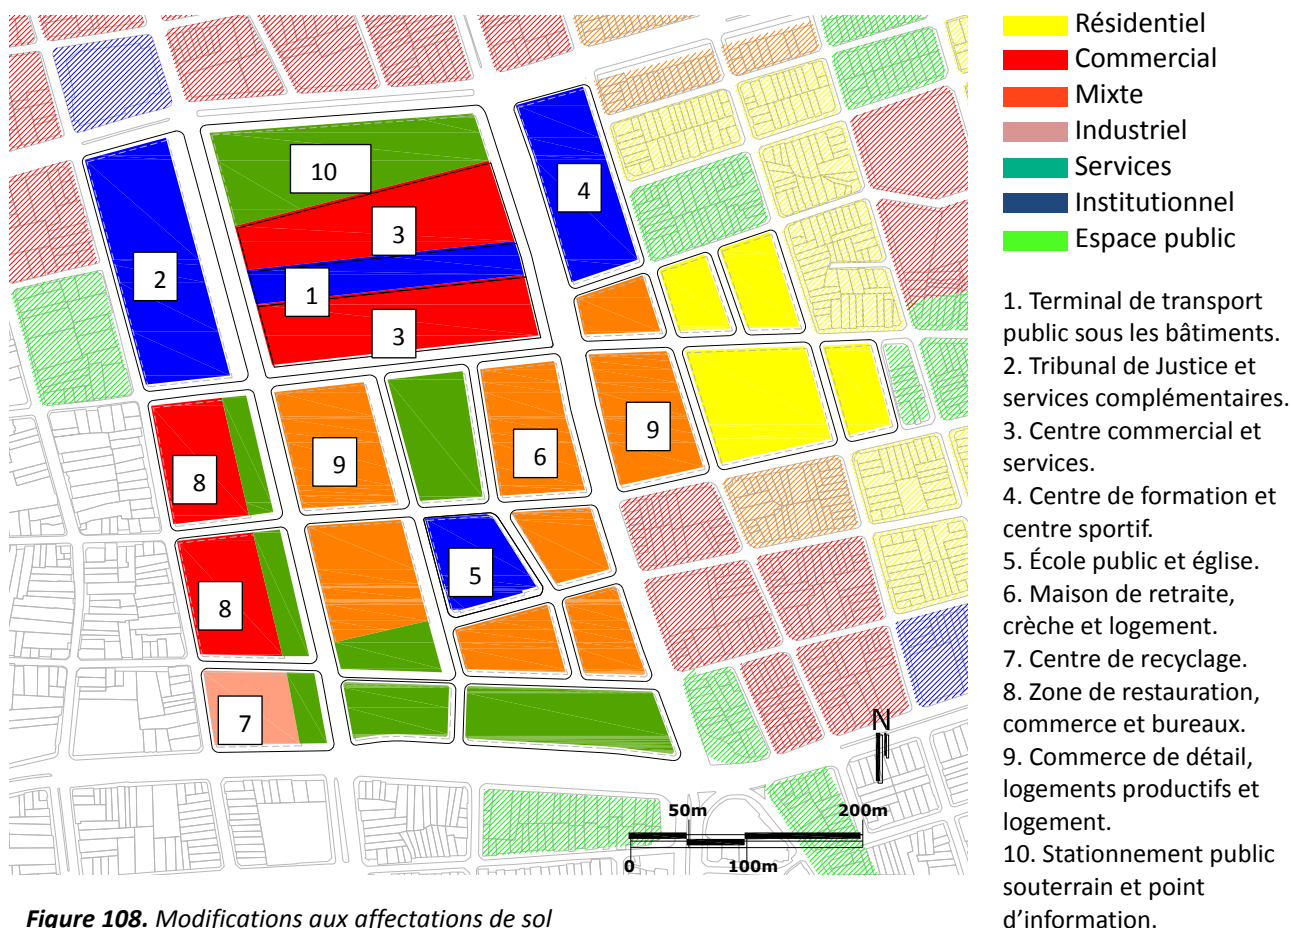 Résidentiel
Commercial
Mixte
Industriel
Services
Institutionnel
Espace public
1. Terminal de transport
public sous les bâtiments.
2. Tribunal de Justice et
services complémentaires.
3. Centre commercial et
services.
4. Centre de formation et
centre sportif.
5. École public et église.
6. Maison de retraite,
crèche et logement.
7. Centre de recyclage.
8. Zone de restauration,
commerce et bureaux.
9. Commerce de détail,
logements productifs et
logement.
10. Stationnement public
souterrain et point
d'information.
10
4
3
2
1
3
9
6
9
8
5
8
7
N
50m
200m
0
100m
Figure 108. Modifications aux affectations de sol